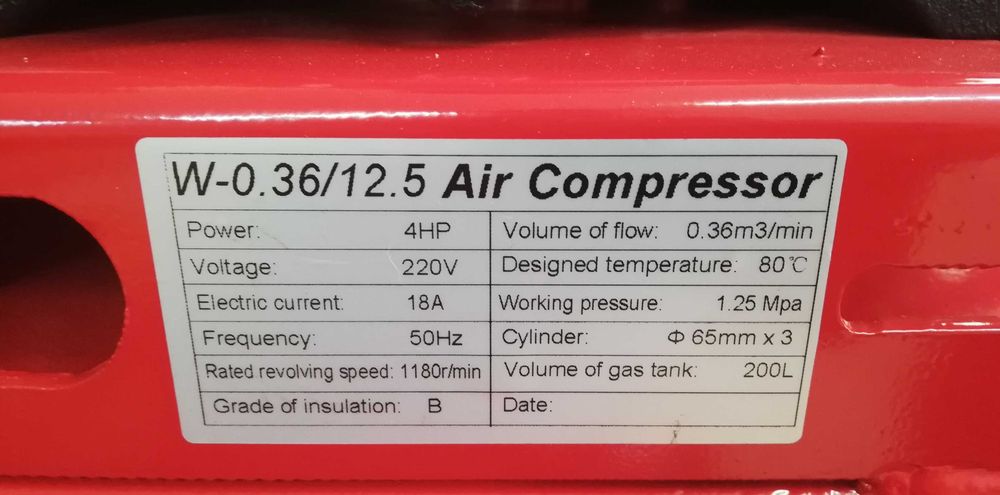 W-0.36/12.5 Air Compressor
Power: 4HP Volume of flow: 0.36m3/min
Voltage: 220V Designed temperature: 80℃
Electric current: 18A Working pressure: 1.25 Mpa
Frequency: 50Hz Cylinder: Φ 65mm x 3
Rated revolving speed: 1180r/min Volume of gas tank: 200L
Grade of insulation: B Date: